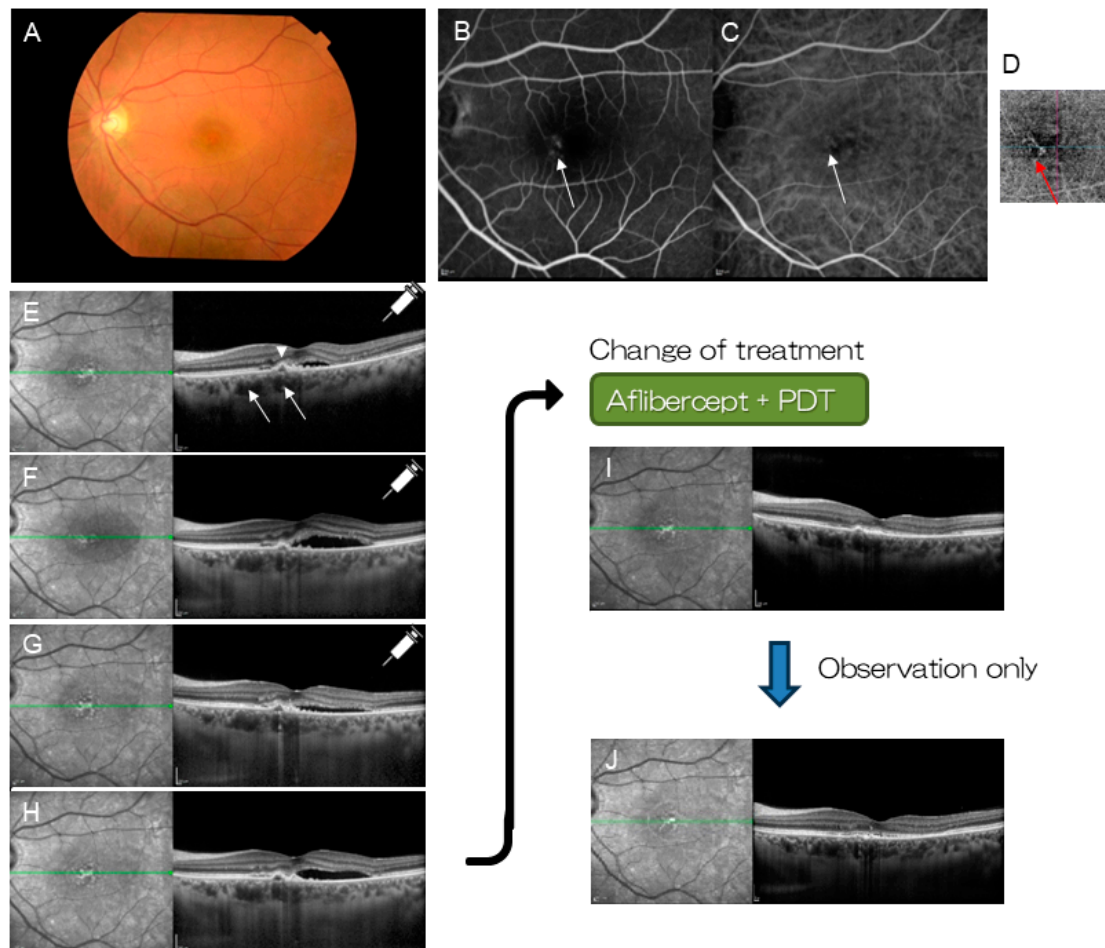 A
B
C
D
E
F
G
H
Change of treatment
Aflibercept + PDT
I
Observation only
J